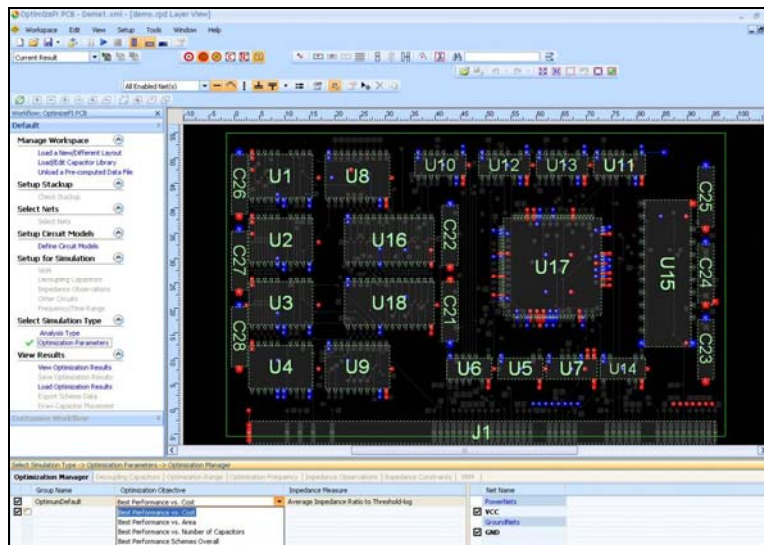 OptimizePI PCB - Demet.xml - [demo.spd Layer View]
Workspace Edit View Setup Tools Window Help
Current Result
All Enabled Net(s)
Workflow: OptimizePI PCB
Default
Manage Workspace
Load a New/Different Layout
Load/Edit Capacitor Library
Unload a Pre-computed Data File
Setup Stackup
Check Stackup
Select Nets
Select Nets
Setup Circuit Models
Define Circuit Models
Setup for Simulation
VRM
Decoupling Capacitors
Impedance Observations
Other Circuits
Frequency/Time Range
Select Simulation Type
Analysis Type
Optimization Parameters
View Results
View Optimization Results
Save Optimization Results
Load Optimization Results
Export Scheme Data
Draw Capacitor Placement
Customize Workflow
U10 U12 U13 U11
C26 U1 U8 C25
U2 U16 C22 U17 U15
C27 C24
U3 U18 C21
C28 U4 U9 U6 U5 U7 U14 C23
J1
Select Simulation Type -> Optimization Parameters -> Optimization Manager
Optimization Manager | Decoupling Capacitors | Optimization Range | Optimization Frequency | Impedance Observations | Impedance Constraints | VRM
Group Name Optimization Objective Impedance Measure Net Name
OptimumDefault Best Performance vs. Cost Average Impedance Ratio to Threshold-log PowerNets
Best Performance vs. Cost VCC
Best Performance vs. Area GroundNets
Best Performance vs. Number of Capacitors GND
Best Performance Schemes Overall